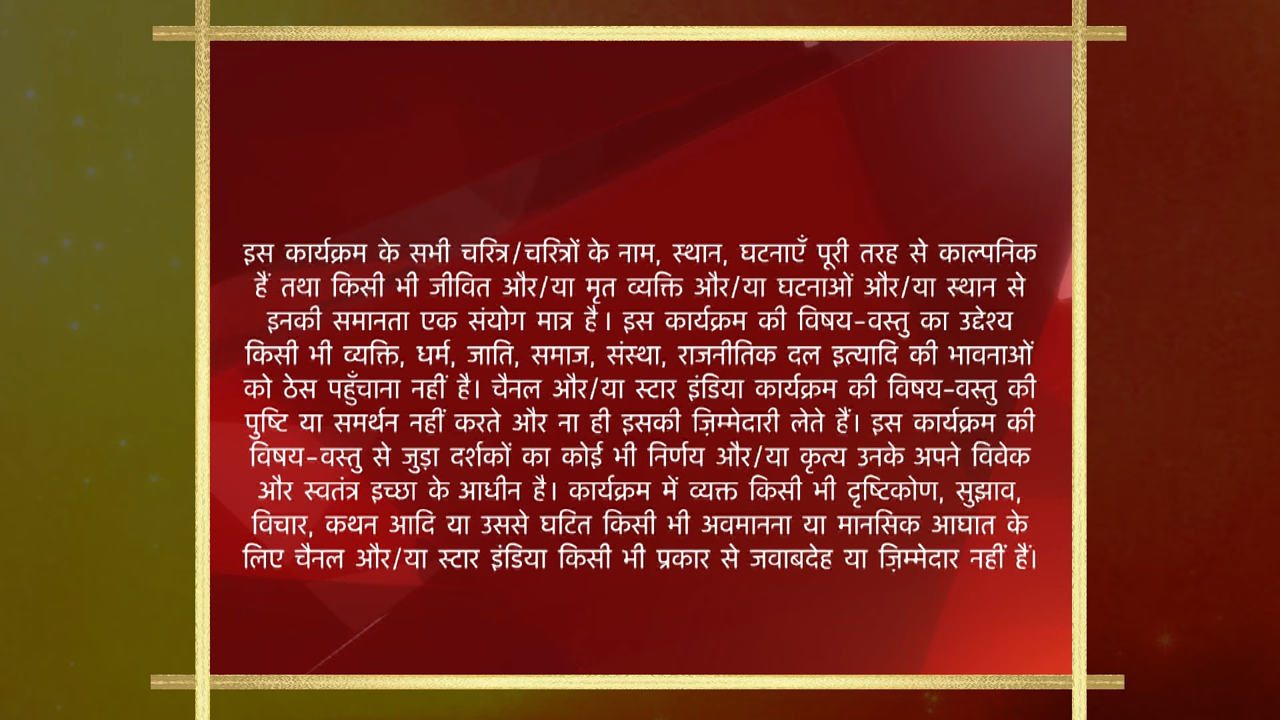 इस कार्यक्रम के सभी चरित्र/चरित्रों के नाम, स्थान, घटनाएँ पूरी तरह से काल्पनिक
हैं तथा किसी भी जीवित और/या मृत व्यक्ति और/या घटनाओं और/या स्थान से
इनकी समानता एक संयोग मात्र है। इस कार्यक्रम की विषय-वस्तु का उद्देश्य
किसी भी व्यक्ति, धर्म, जाति, समाज, संस्था, राजनीतिक दल इत्यादि की भावनाओं
को ठेस पहुँचाना नहीं है। चैनल और/या स्टार इंडिया कार्यक्रम की विषय-वस्तु की
पुष्टि या समर्थन नहीं करते और ना ही इसकी ज़िम्मेदारी लेते हैं। इस कार्यक्रम की
विषय-वस्तु से जुड़ा दर्शकों का कोई भी निर्णय और/या कृत्य उनके अपने विवेक
और स्वतंत्र इच्छा के आधीन है। कार्यक्रम में व्यक्त किसी भी दृष्टिकोण, सुझाव,
विचार, कथन आदि या उससे घटित किसी भी अवमानना या मानसिक आघात के
लिए चैनल और/या स्टार इंडिया किसी भी प्रकार से जवाबदेह या ज़िम्मेदार नहीं हैं।